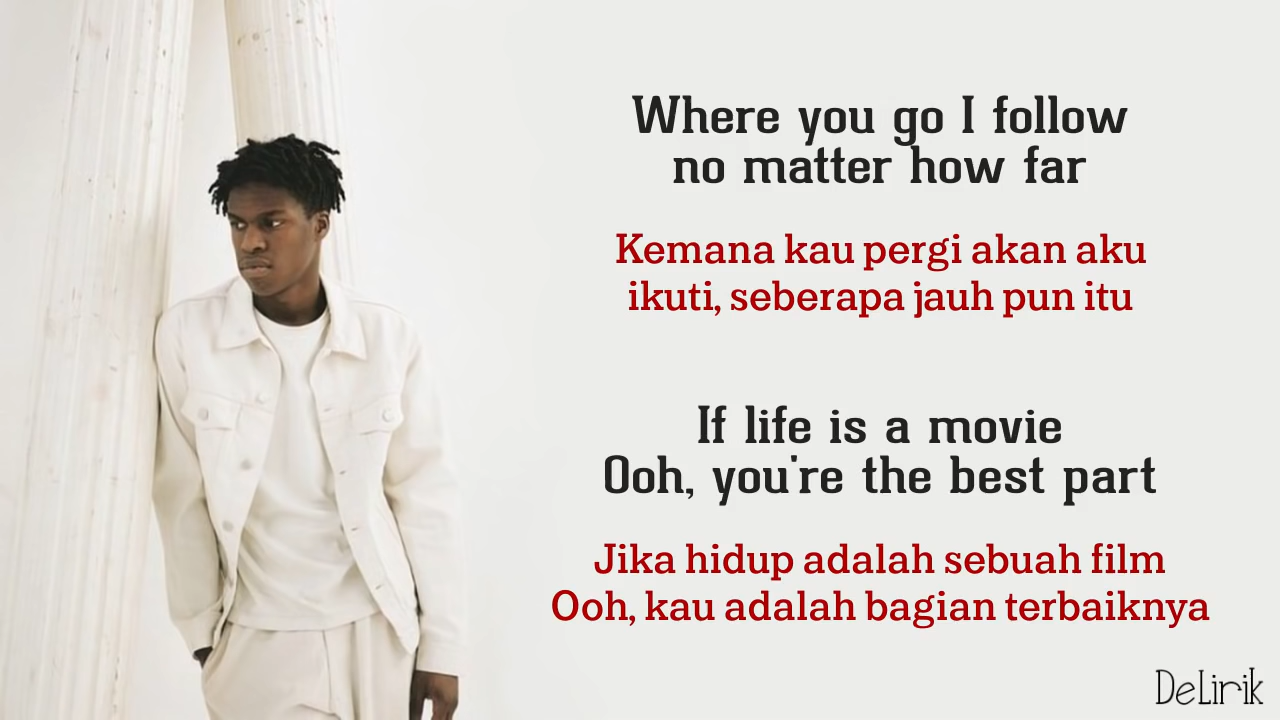 Where you go I follow
no matter how far
Kemana kau pergi akan aku
ikuti, seberapa jauh pun itu
If life is a movie
Ooh, you're the best part
Jika hidup adalah sebuah film
Ooh, kau adalah bagian terbaiknya
DeLirik